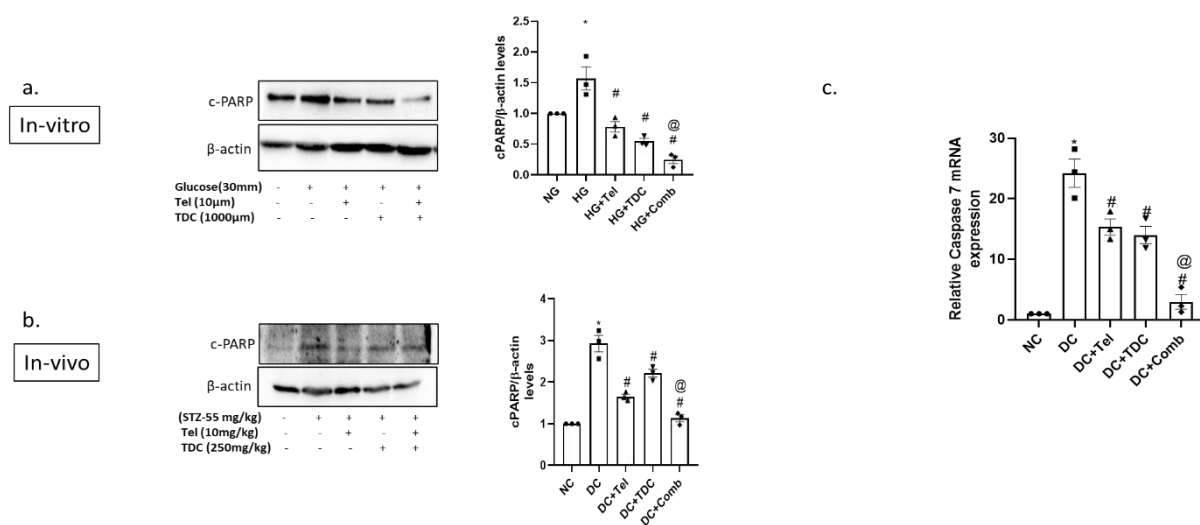 a.
In-vitro
c-PARP
β-actin
Glucose(30mm) - + + + +
Tel (10μm) - - + - +
TDC (1000μm) - - - + +
cPARP/β-actin levels
2.5
2.0
1.5
1.0
0.5
0.0
*
#
#
@
#
NG
HG
HG+Tel
HG+TDC
HG+Comb
b.
In-vivo
c-PARP
β-actin
(STZ-55 mg/kg) - + + + +
Tel (10mg/kg) - - + - +
TDC (250mg/kg) - - - + +
cPARP/β-actin
levels
4
3
2
1
0
*
#
#
@
#
NC
DC
DC+Tel
DC+TDC
DC+Comb
c.
Relative Caspase 7 mRNA
expression
30
20
10
0
*
#
#
@
#
NC
DC
DC+Tel
DC+TDC
DC+Comb